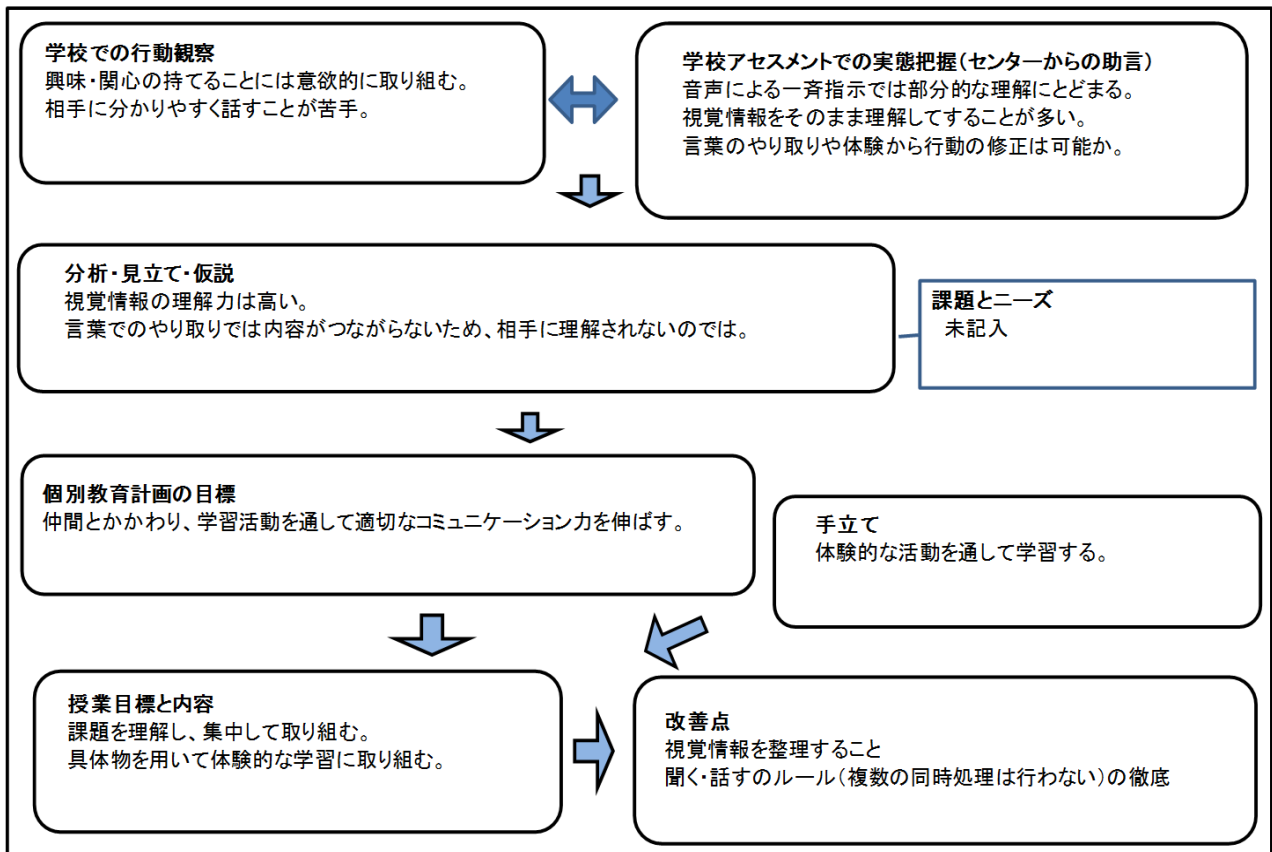 学校での行動観察
興味・関心の持てることには意欲的に取り組む。
相手に分かりやすく話すことが苦手。
学校アセスメントでの実態把握(センターからの助言)
音声による一斉指示では部分的な理解にとどまる。
視覚情報をそのまま理解してすることが多い。
言葉のやり取りや体験から行動の修正は可能か。
分析・見立て・仮説
視覚情報の理解力は高い。
言葉でのやり取りでは内容がつながらないため、相手に理解されないのでは。
課題とニーズ
未記入
個別教育計画の目標
仲間とかかわり、学習活動を通して適切なコミュニケーション力を伸ばす。
手立て
体験的な活動を通して学習する。
授業目標と内容
課題を理解し、集中して取り組む。
具体物を用いて体験的な学習に取り組む。
改善点
視覚情報を整理すること
聞く・話すのルール(複数の同時処理は行わない)の徹底